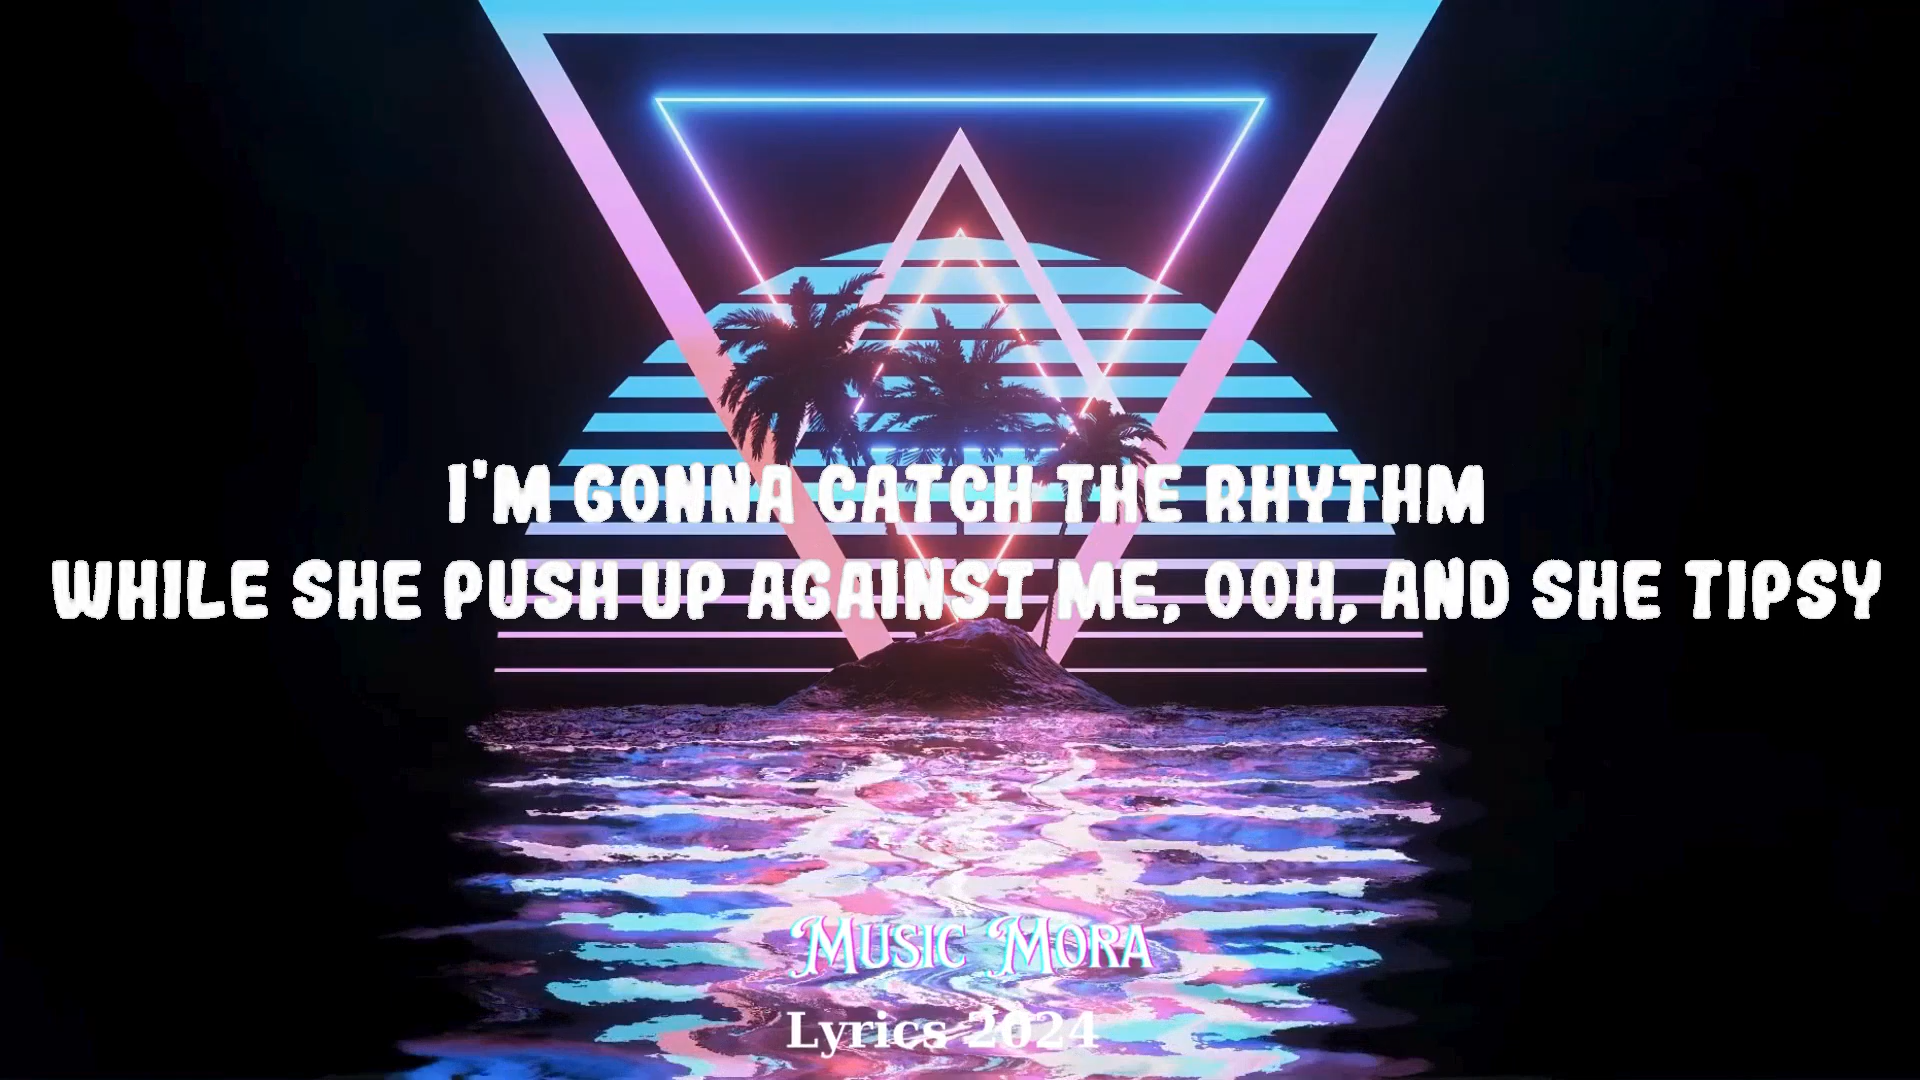 I'M GONNA CATCH THE RHYTHM
WHILE SHE PUSH UP AGAINST ME, OOH, AND SHE TIPSY
MUSIC MORA
Lyrics 2024